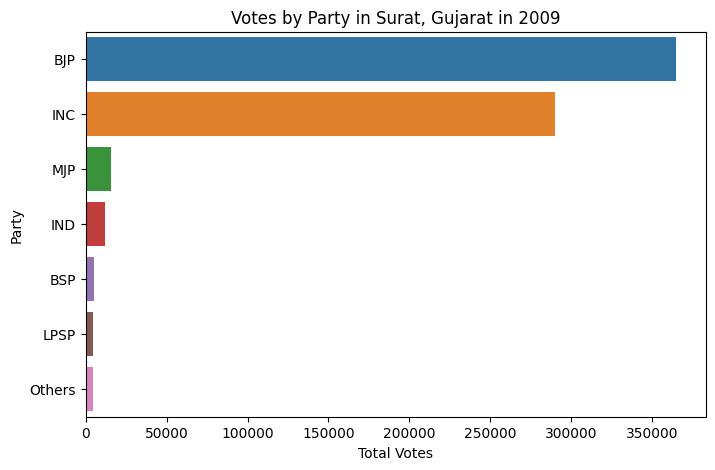 Votes by Party in Surat, Gujarat in 2009
Party
BJP
INC
MJP
IND
BSP
LPSP
Others
0 50000 100000 150000 200000 250000 300000 350000
Total Votes